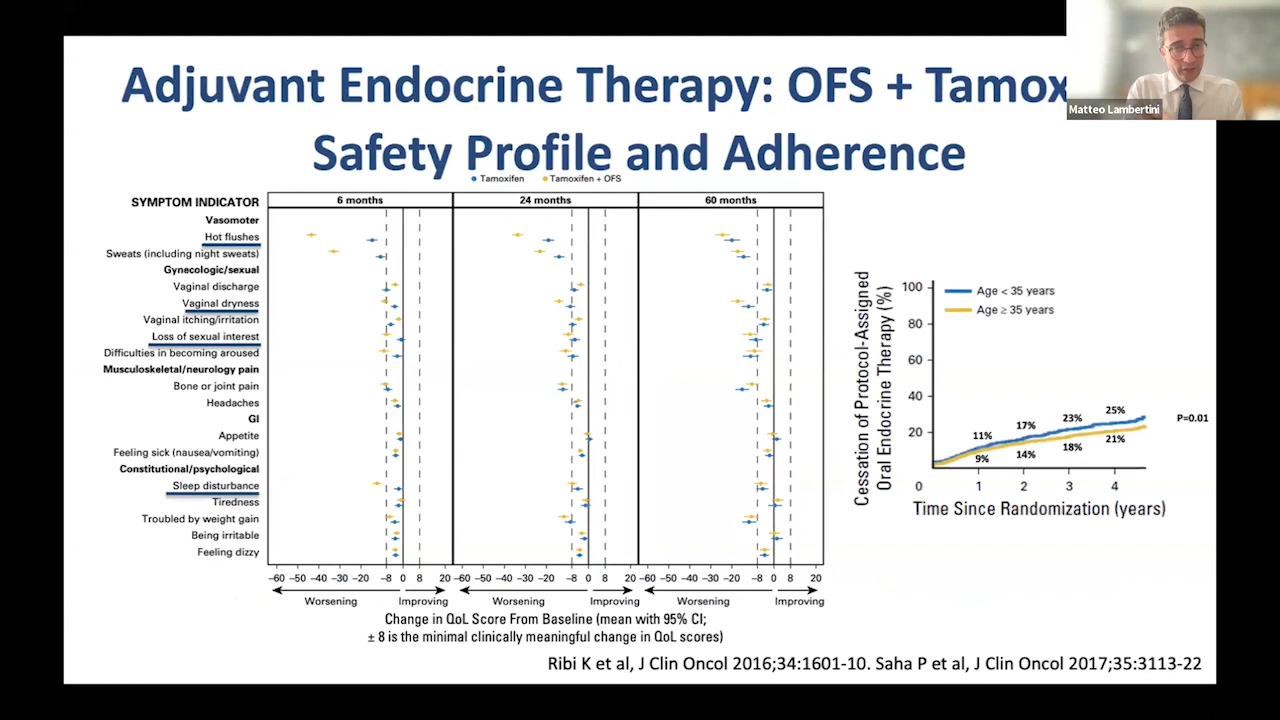 Adjuvant Endocrine Therapy: OFS + Tamox
Safety Profile and Adherence
Matteo Lambertini
Tamoxifen
Tamoxifen + OFS
SYMPTOM INDICATOR
6 months
24 months
60 months
Vasomoter
Hot flushes
Sweats (including night sweats)
Gynecologic/sexual
Vaginal discharge
Vaginal dryness
Vaginal itching/irritation
Loss of sexual interest
Difficulties in becoming aroused
Musculoskeletal/neurology pain
Bone or joint pain
Headaches
GI
Appetite
Feeling sick (nausea/vomiting)
Constitutional/psychological
Sleep disturbance
Tiredness
Troubled by weight gain
Being irritable
Feeling dizzy
–60 –50 –40 –30 –20 –8 0 8 20
–60 –50 –40 –30 –20 –8 0 8 20
–60 –50 –40 –30 –20 –8 0 8 20
Worsening Improving
Worsening Improving
Worsening Improving
Change in QoL Score From Baseline (mean with 95% CI;
± 8 is the minimal clinically meaningful change in QoL scores)
Cessation of Protocol-Assigned
Oral Endocrine Therapy (%)
100
80
60
40
20
Age < 35 years
Age ≥ 35 years
11% 17% 23% 25%
9% 14% 18% 21%
P=0.01
0 1 2 3 4
Time Since Randomization (years)
Ribi K et al, J Clin Oncol 2016;34:1601-10. Saha P et al, J Clin Oncol 2017;35:3113-22